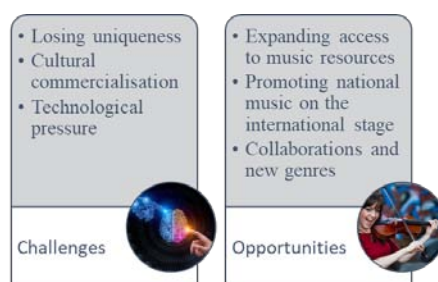 • Losing uniqueness
• Cultural
commercialisation
• Technological
pressure
Challenges
• Expanding access
to music resources
• Promoting national
music on the
international stage
• Collaborations and
new genres
Opportunities